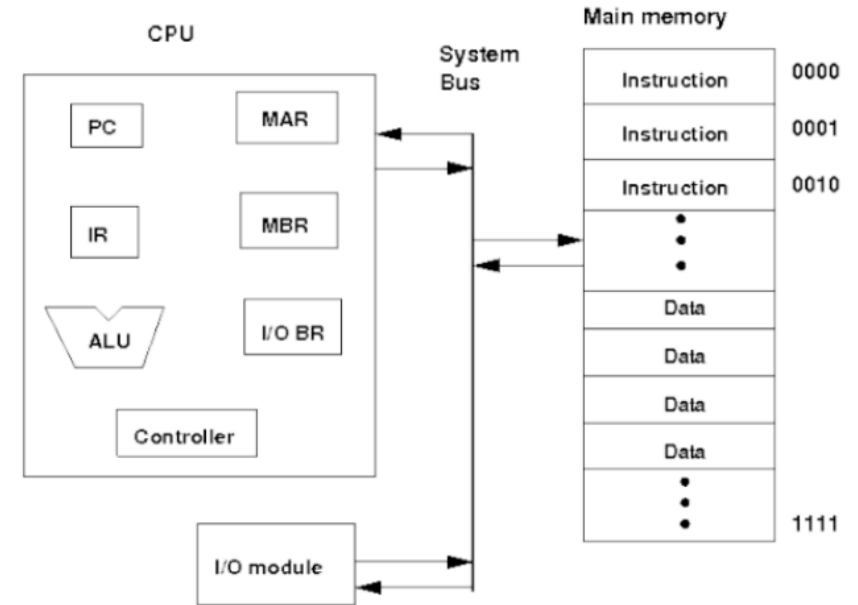 CPU
PC
MAR
IR
MBR
ALU
I/O BR
Controller
I/O module
System
Bus
Main memory
Instruction 0000
Instruction 0001
Instruction 0010
Data
Data
Data
Data
1111